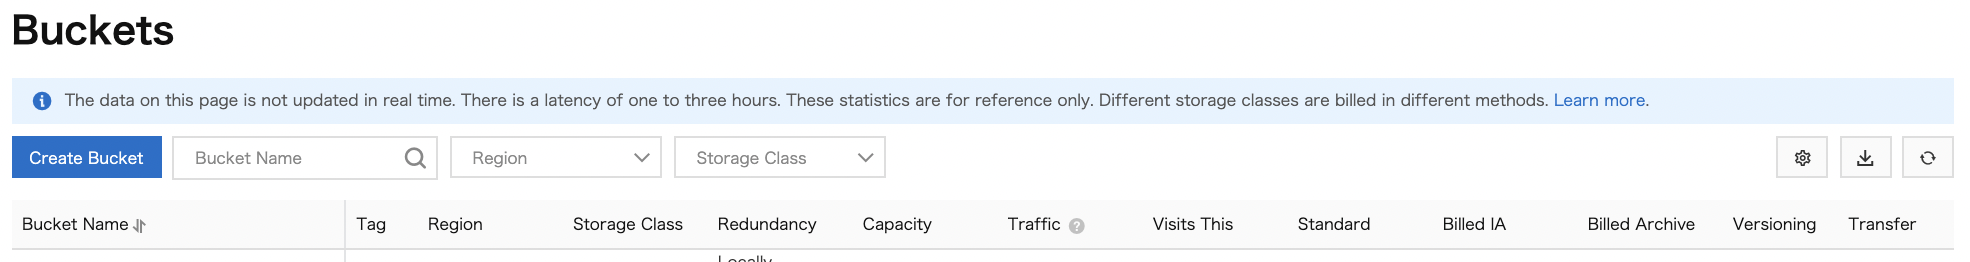 Buckets
The data on this page is not updated in real time. There is a latency of one to three hours. These statistics are for reference only. Different storage classes are billed in different methods. Learn more.
Create Bucket Bucket Name Region Storage Class
Bucket Name Tag Region Storage Class Redundancy Capacity Traffic Visits This Standard Billed IA Billed Archive Versioning Transfer
Locally